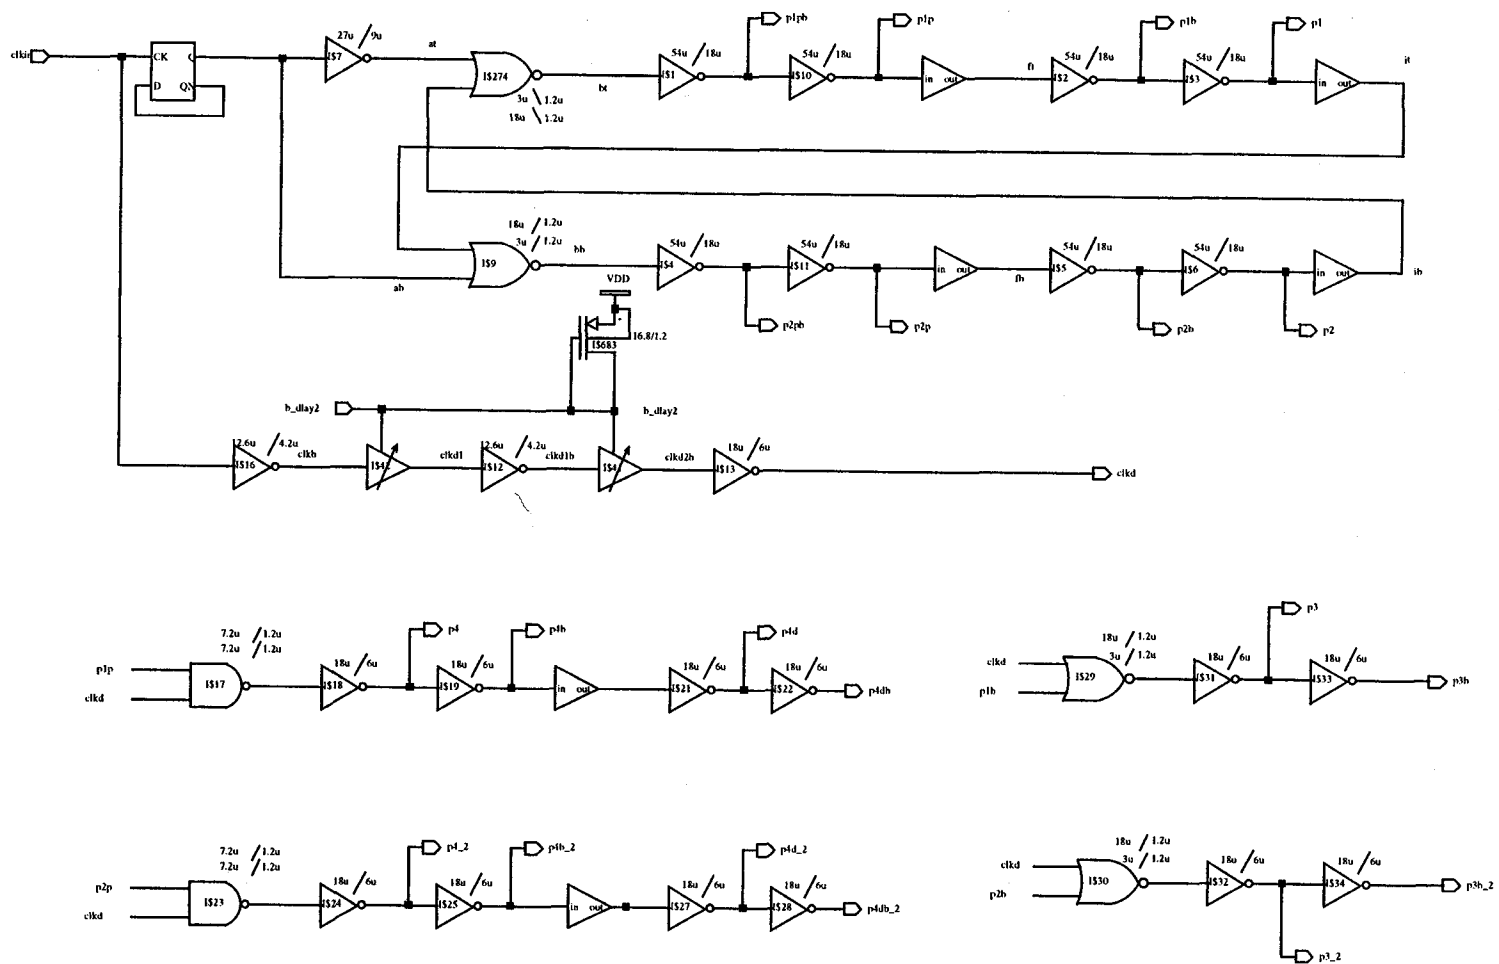 p1pb
p1p
p1b
p1
27u / 9u
54u / 18u
54u / 18u
54u / 18u
54u / 18u
clkin
CK
D
QN
I$7
at
I$274
3u \ 1.2u
18u \ 1.2u
bt
I$1
I$10
in out
ft
I$2
I$3
in out
it
18u / 1.2u
3u / 1.2u
I$9
bb
ab
54u / 18u
54u / 18u
54u / 18u
54u / 18u
I$4
I$11
in out
fb
I$5
I$6
in out
ib
p2pb
p2p
p2b
p2
VDD
16.8/1.2
I$683
b_dlay2
b_dlay2
12.6u / 4.2u
I$16
clkb
clkd1
12.6u / 4.2u
I$12
clkd1b
clkd2b
18u / 6u
I$13
clkd
7.2u / 1.2u
7.2u / 1.2u
p1p
clkd
I$17
18u / 6u
I$18
p4
18u / 6u
I$19
p4b
in out
18u / 6u
I$21
p4d
18u / 6u
I$22
p4db
18u / 1.2u
3u / 1.2u
clkd
p1b
I$29
18u / 6u
I$31
p3
18u / 6u
I$33
p3b
7.2u / 1.2u
7.2u / 1.2u
p2p
clkd
I$23
18u / 6u
I$24
p4_2
18u / 6u
I$25
p4b_2
in out
18u / 6u
I$27
p4d_2
18u / 6u
I$28
p4db_2
18u / 1.2u
3u / 1.2u
clkd
p2b
I$30
18u / 6u
I$32
p3_2
18u / 6u
I$34
p3b_2